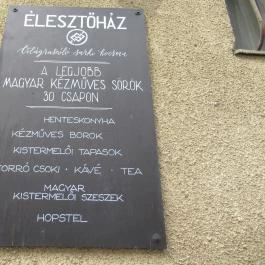 ÉLESZTŐHÁZ
Világraszóló sarki kocsma
A LEGJOBB
MAGYAR KÉZMŰVES SÖRÖK
30 CSAPON
HENTESKONYHA
KÉZMŰVES BOROK
KISTERMELŐI TAPASOK
FORRÓ CSOKI • KÁVÉ • TEA
MAGYAR
KISTERMELŐI SZESZEK
HOPSTEL